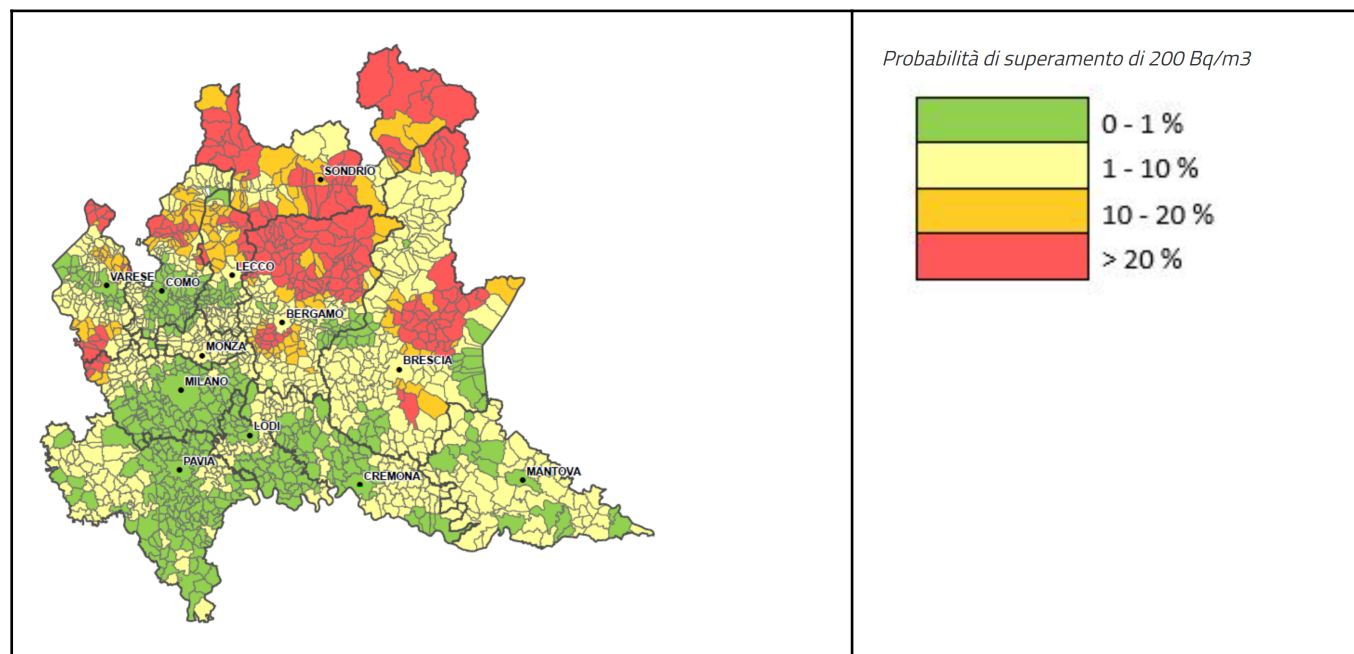 Probabilità di superamento di 200 Bq/m3
0 - 1 %
1 - 10 %
10 - 20 %
> 20 %
SONDRIO
LECCO
VARESE
COMO
BERGAMO
MONZA
BRESCIA
MILANO
LODI
PAVIA
CREMONA
MANTOVA